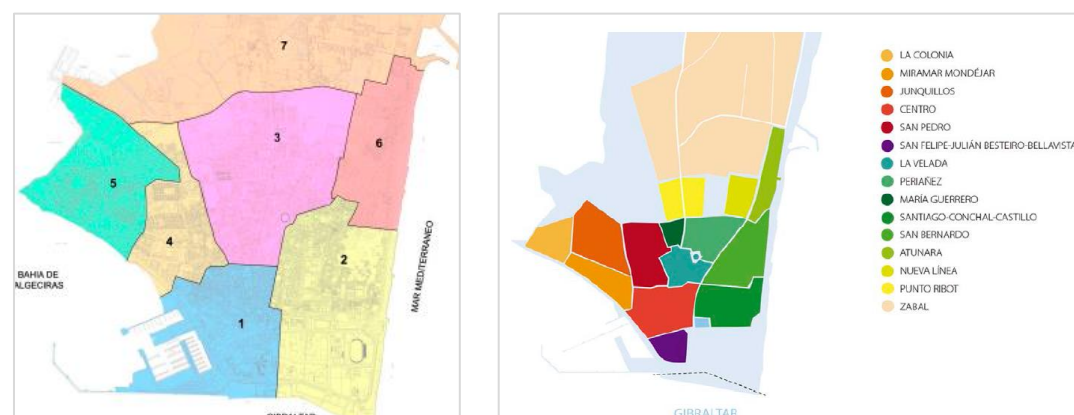 7
3
6
5
4
2
1
BAHIA DE
ALGECIRAS
MAR MEDITERRANEO
GIBRALTAR
LA COLONIA
MIRAMAR MONDÉJAR
JUNQUILLOS
CENTRO
SAN PEDRO
SAN FELIPE-JULIÁN BESTEIRO-BELLAVISTA
LA VELADA
PERIAÑEZ
MARÍA GUERRERO
SANTIAGO-CONCHAL-CASTILLO
SAN BERNARDO
ATUNARA
NUEVA LÍNEA
PUNTO RIBOT
ZABAL
GIBRALTAR